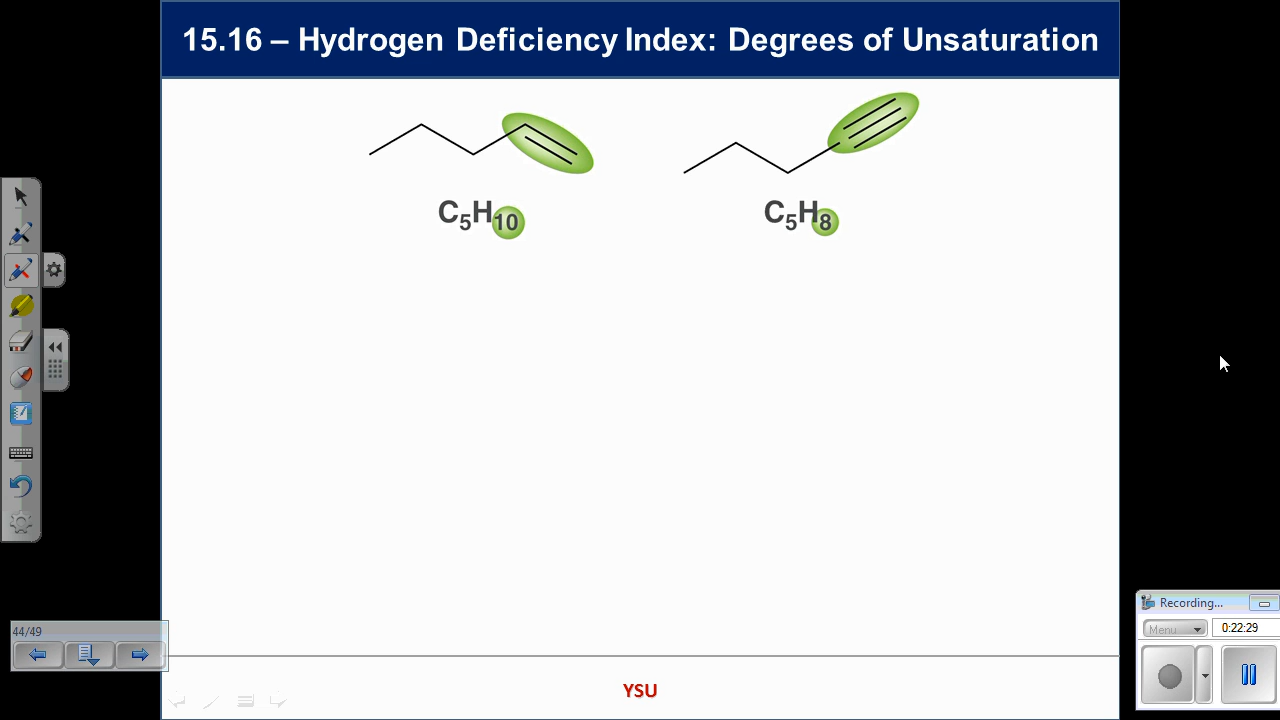 15.16 – Hydrogen Deficiency Index: Degrees of Unsaturation
C5H10
C5H8
44/49
Recording...
Menu
0:22:29
YSU